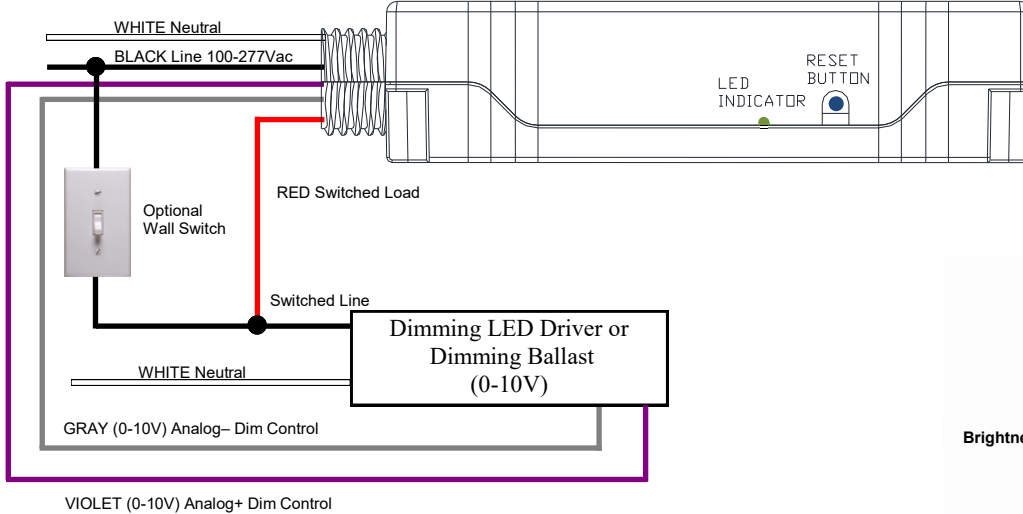 WHITE Neutral
BLACK Line 100-277Vac
RESET
BUTTON
LED
INDICATOR
RED Switched Load
Optional
Wall Switch
Switched Line
Dimming LED Driver or
Dimming Ballast
(0-10V)
WHITE Neutral
GRAY (0-10V) Analog– Dim Control
Brightne
VIOLET (0-10V) Analog+ Dim Control